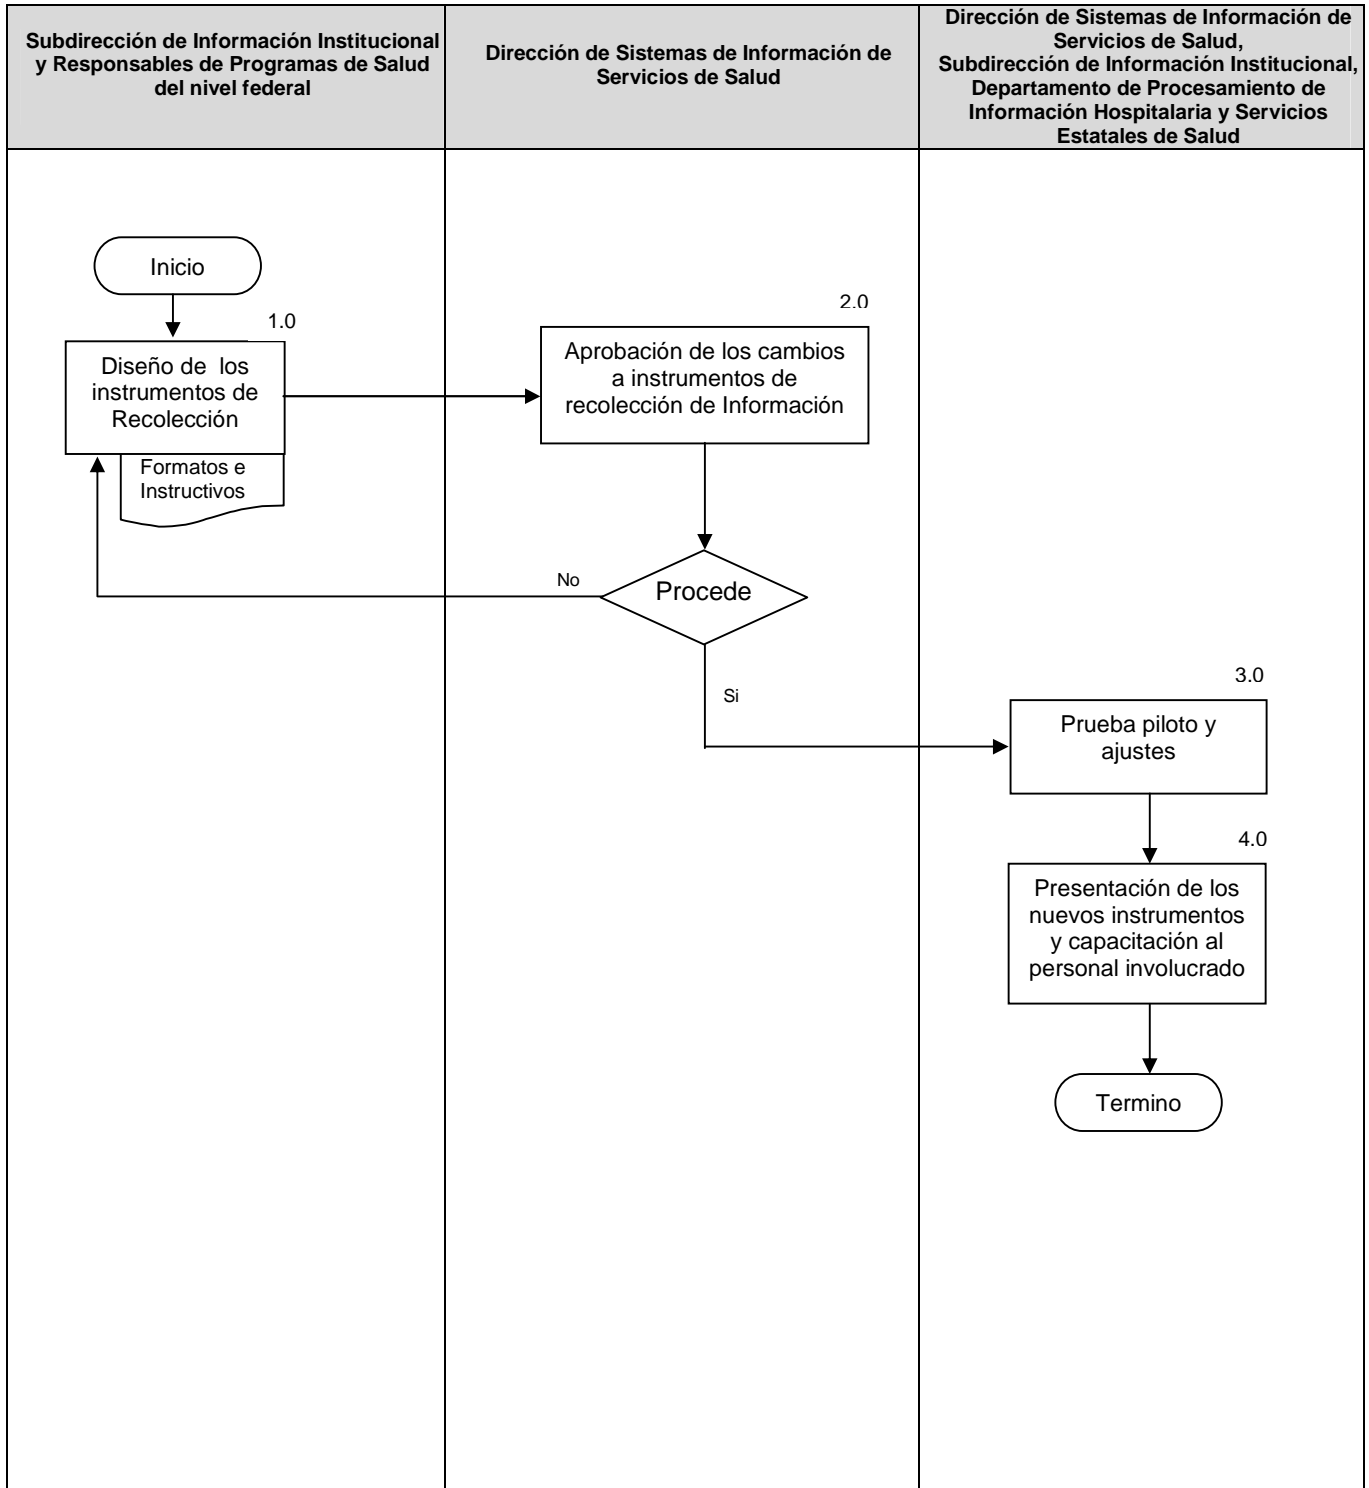 Subdirección de Información Institucional
y Responsables de Programas de Salud
del nivel federal
Dirección de Sistemas de Información de
Servicios de Salud
Dirección de Sistemas de Información de
Servicios de Salud,
Subdirección de Información Institucional,
Departamento de Procesamiento de
Información Hospitalaria y Servicios
Estatales de Salud
Inicio
1.0
Diseño de los
instrumentos de
Recolección
Formatos e
Instructivos
2.0
Aprobación de los cambios
a instrumentos de
recolección de Información
Procede
No
Si
3.0
Prueba piloto y
ajustes
4.0
Presentación de los
nuevos instrumentos
y capacitación al
personal involucrado
Termino